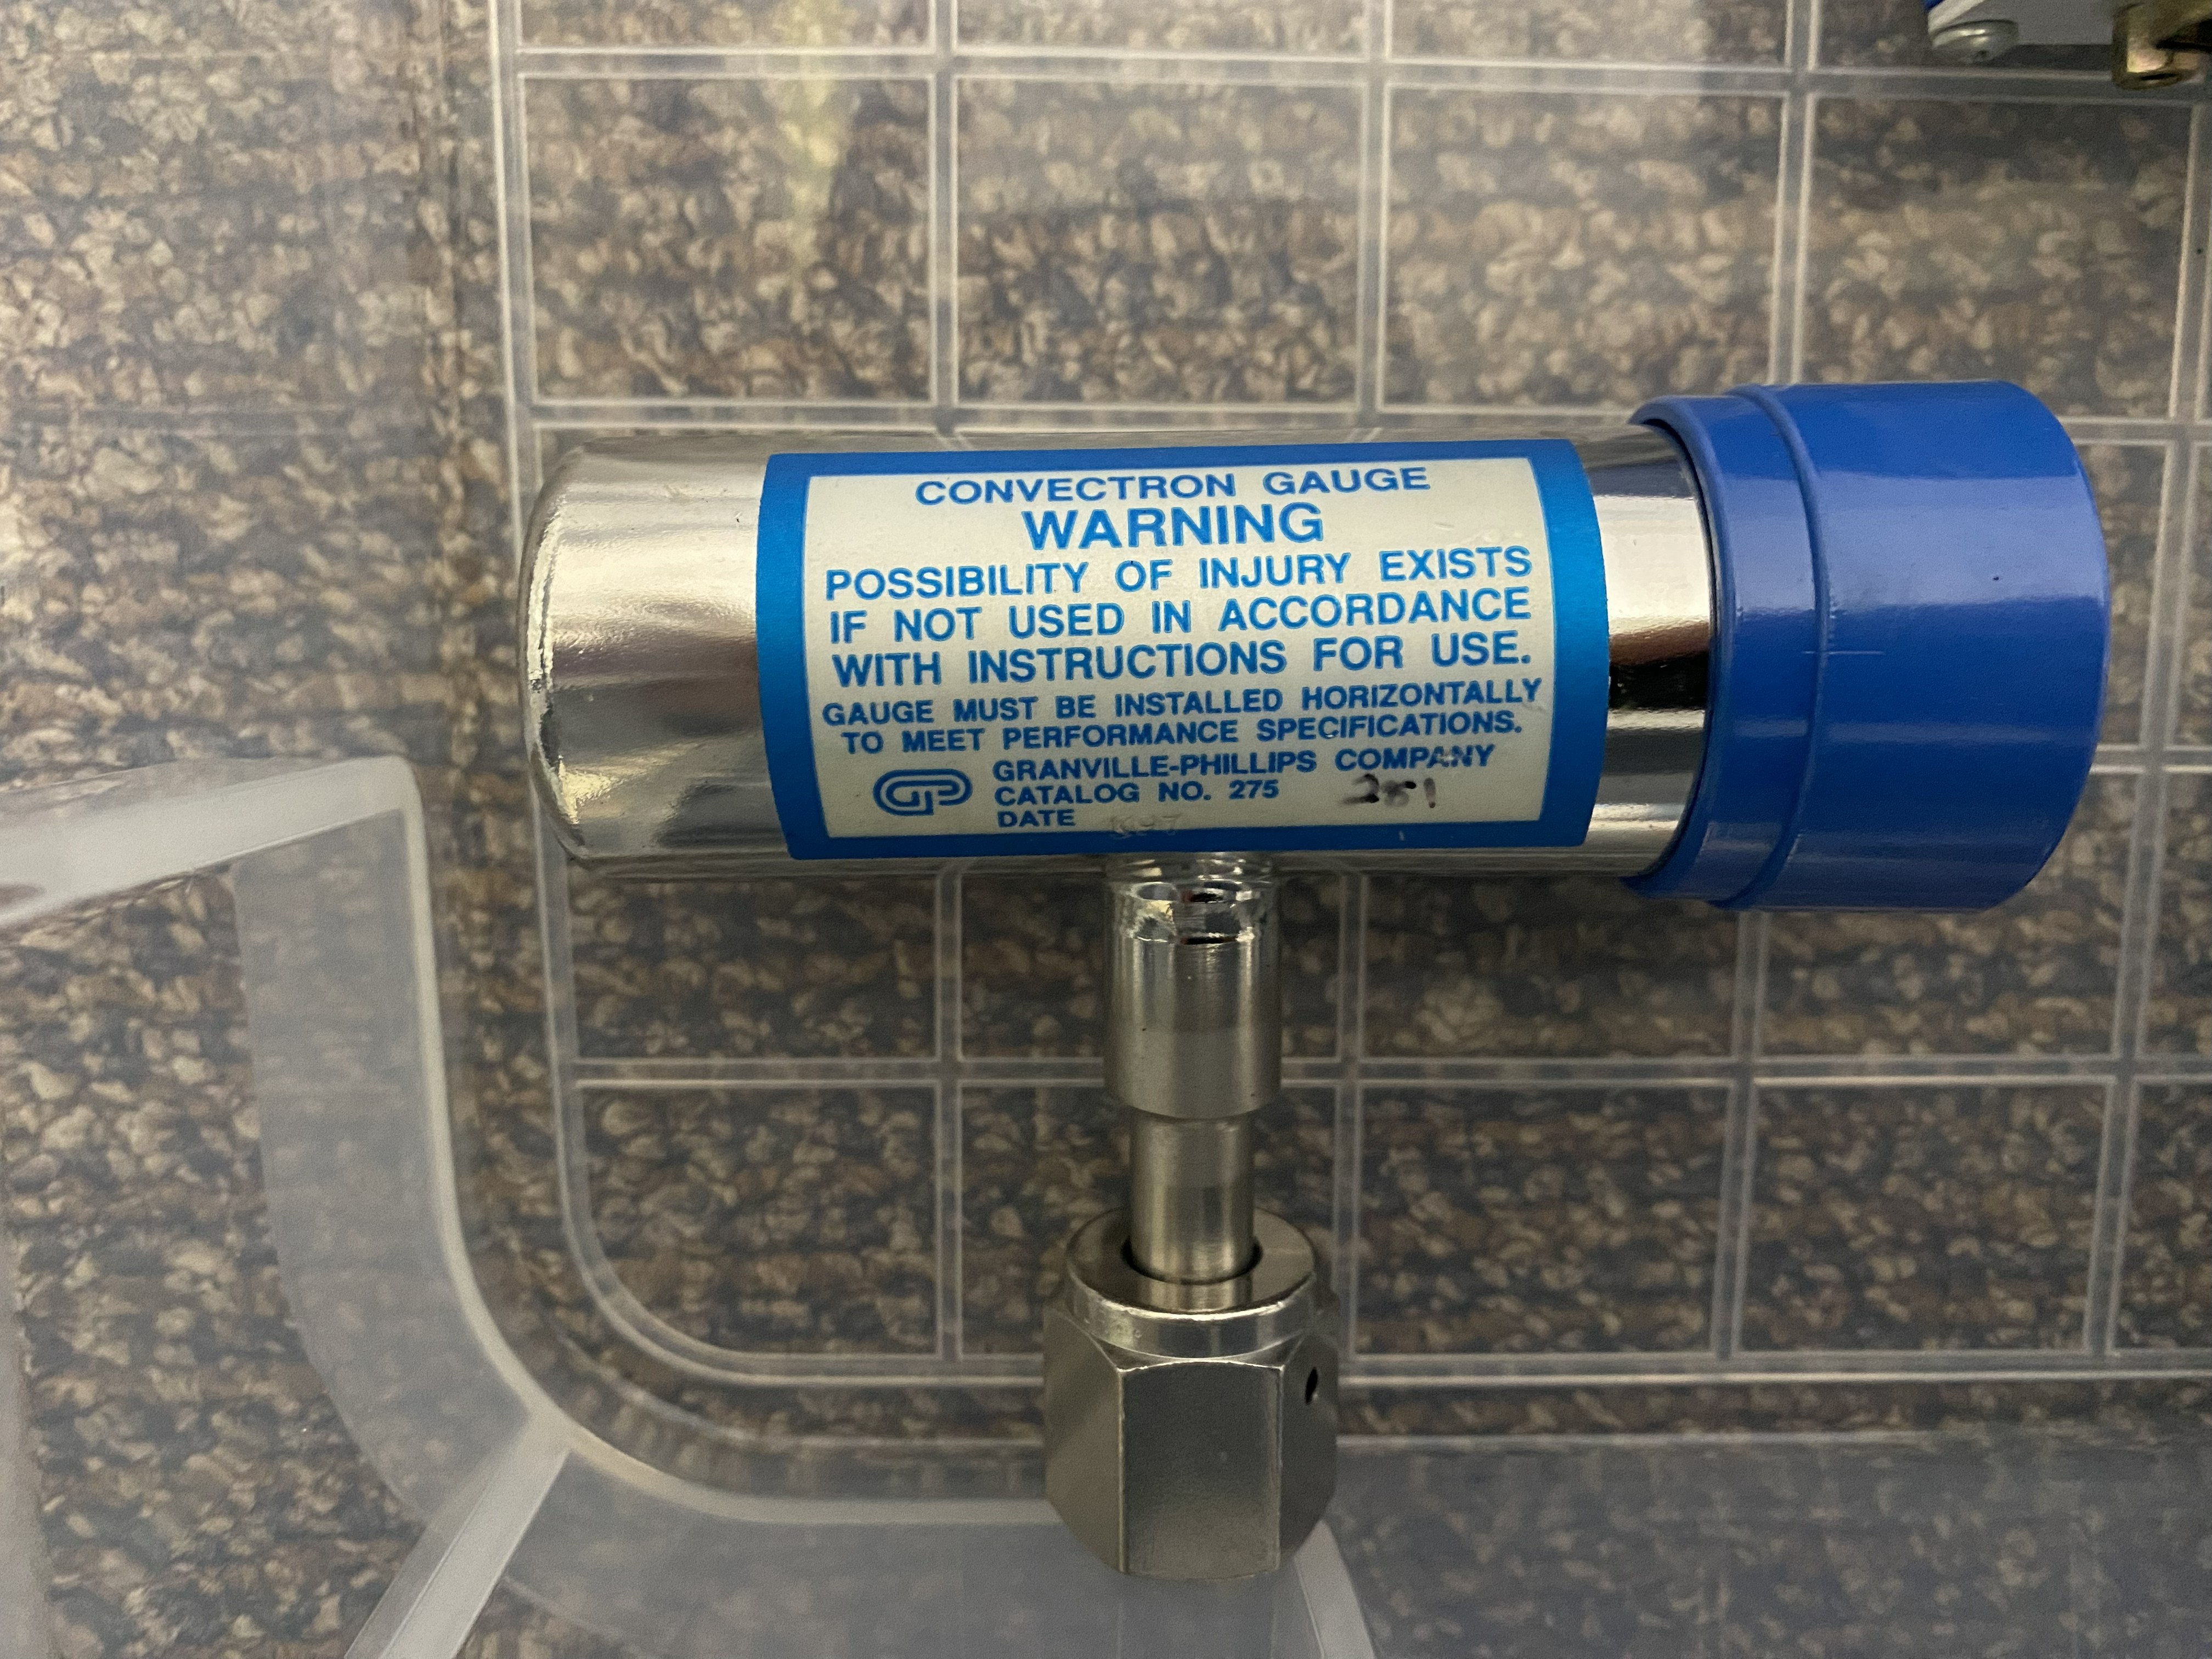 CONVECTRON GAUGE
WARNING
POSSIBILITY OF INJURY EXISTS
IF NOT USED IN ACCORDANCE
WITH INSTRUCTIONS FOR USE.
GAUGE MUST BE INSTALLED HORIZONTALLY
TO MEET PERFORMANCE SPECIFICATIONS.
GP GRANVILLE-PHILLIPS COMPANY
CATALOG NO. 275
DATE